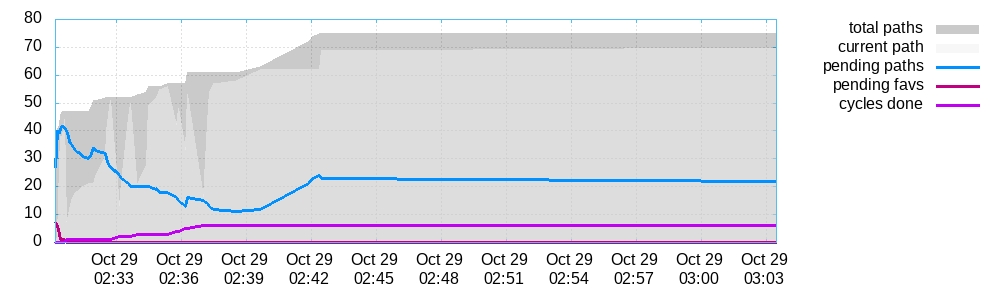 80
70
60
50
40
30
20
10
0
Oct 29 Oct 29 Oct 29 Oct 29 Oct 29 Oct 29 Oct 29 Oct 29 Oct 29 Oct 29 Oct 29
02:33 02:36 02:39 02:42 02:45 02:48 02:51 02:54 02:57 03:00 03:03
total paths
current path
pending paths
pending favs
cycles done